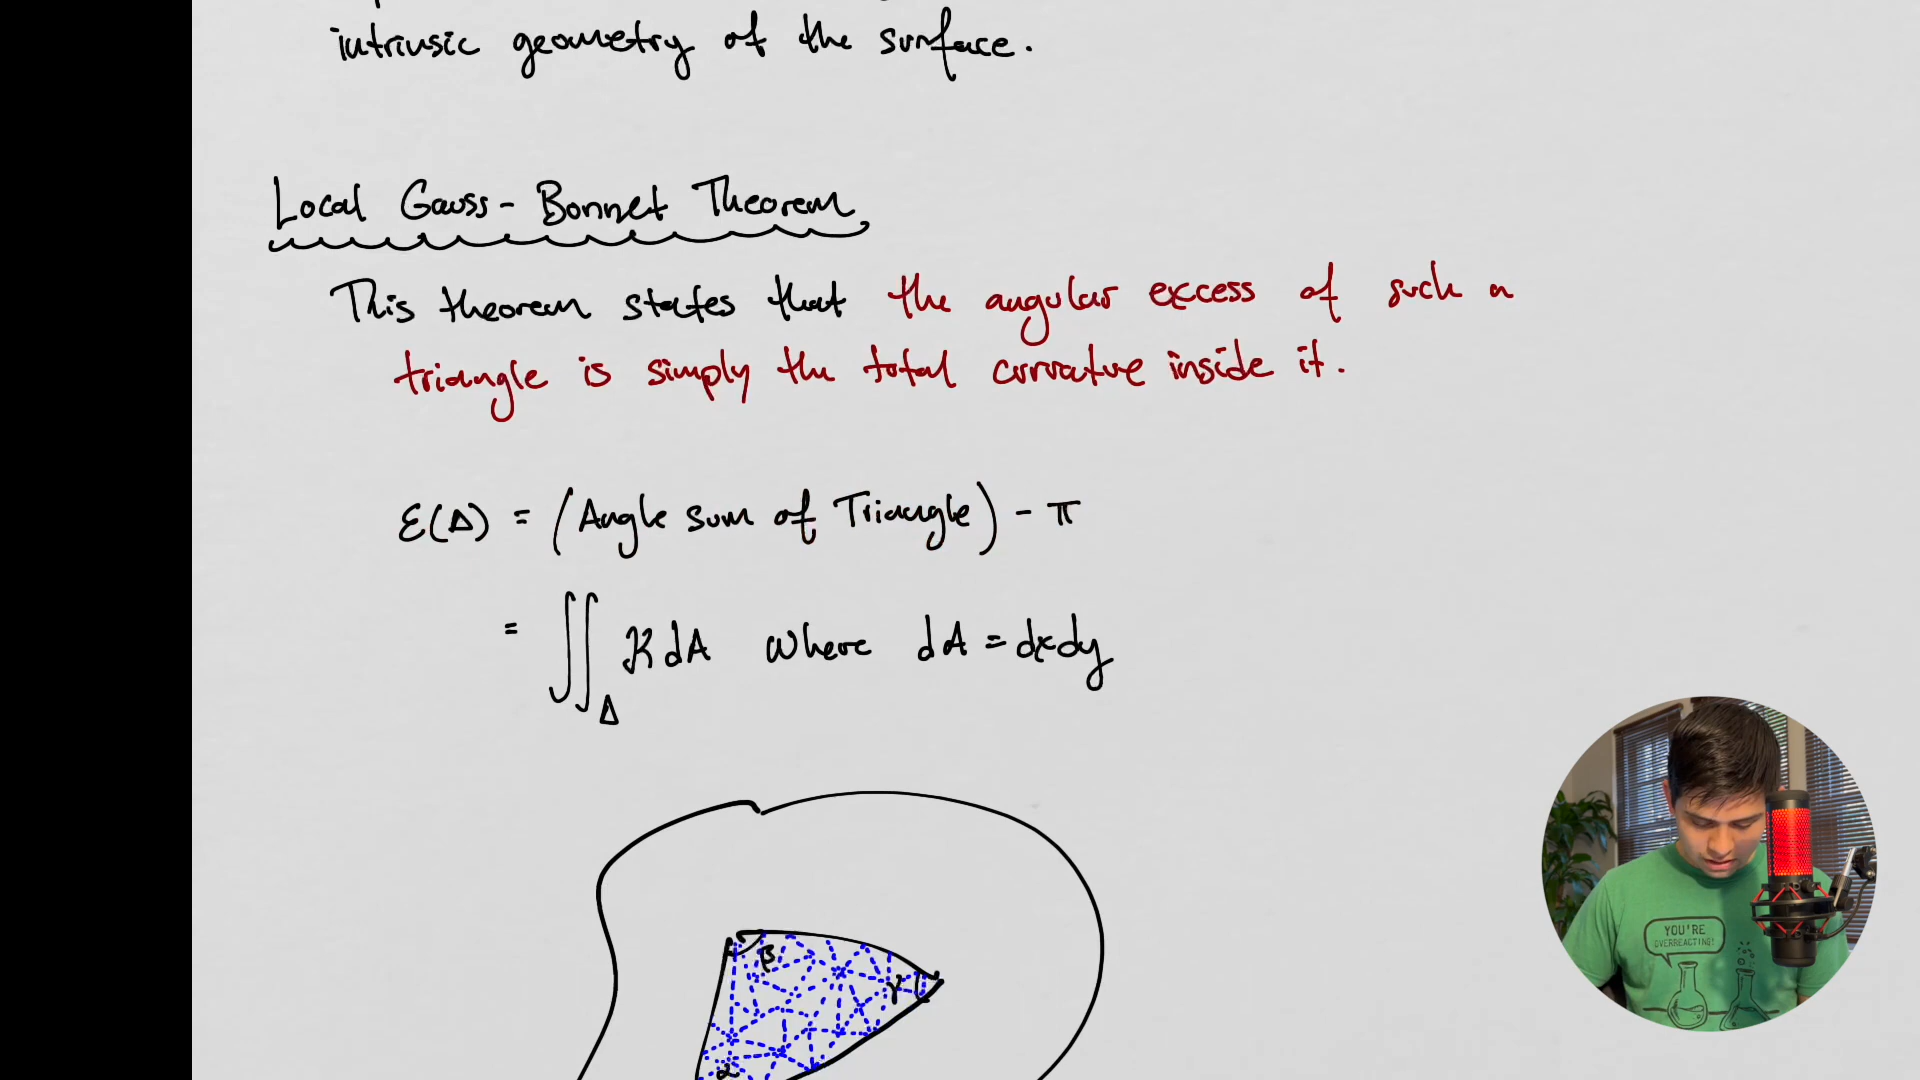 intrinsic geometry of the surface.
Local Gauss-Bonnet Theorem
This theorem states that the angular excess of such a
triangle is simply the total curvature inside it.
ε(Δ) = (Angle sum of Triangle) - π
= ∬_Δ K dA where dA = dxdy
β
γ
α
YOU'RE
OVERREACTING!